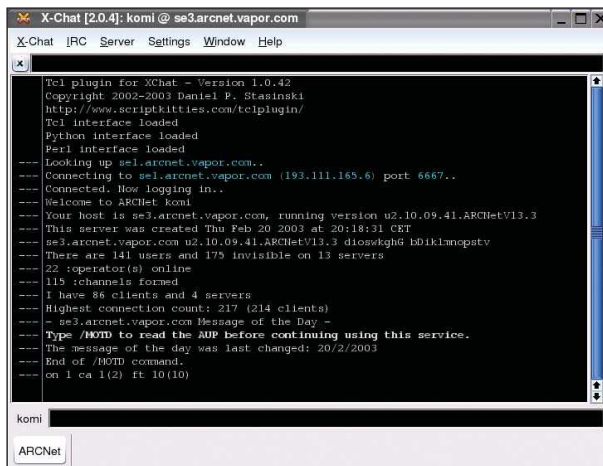 X-Chat [2.0.4]: komi @ se3.arcnet.vapor.com
X-Chat IRC Server Settings Window Help
x
Tcl plugin for XChat - Version 1.0.42
Copyright 2002-2003 Daniel P. Stasinski
http://www.scriptkitties.com/tclplugin/
Tcl interface loaded
Python interface loaded
Perl interface loaded
--- Looking up se1.arcnet.vapor.com..
--- Connecting to se1.arcnet.vapor.com (193.111.165.6) port 6667..
--- Connected. Now logging in..
--- Welcome to ARCNet komi
--- Your host is se3.arcnet.vapor.com, running version u2.10.09.41.ARCNetV13.3
--- This server was created Thu Feb 20 2003 at 20:18:31 CET
--- se3.arcnet.vapor.com u2.10.09.41.ARCNetV13.3 dioswkghG bDiklmnopstv
--- There are 141 users and 175 invisible on 13 servers
--- 22 :operator(s) online
--- 115 :channels formed
--- I have 86 clients and 4 servers
--- Highest connection count: 217 (214 clients)
--- - se3.arcnet.vapor.com Message of the Day -
--- Type /MOTD to read the AUP before continuing using this service.
--- The message of the day was last changed: 20/2/2003
--- End of /MOTD command.
--- on 1 ca 1(2) ft 10(10)
komi
ARCNet